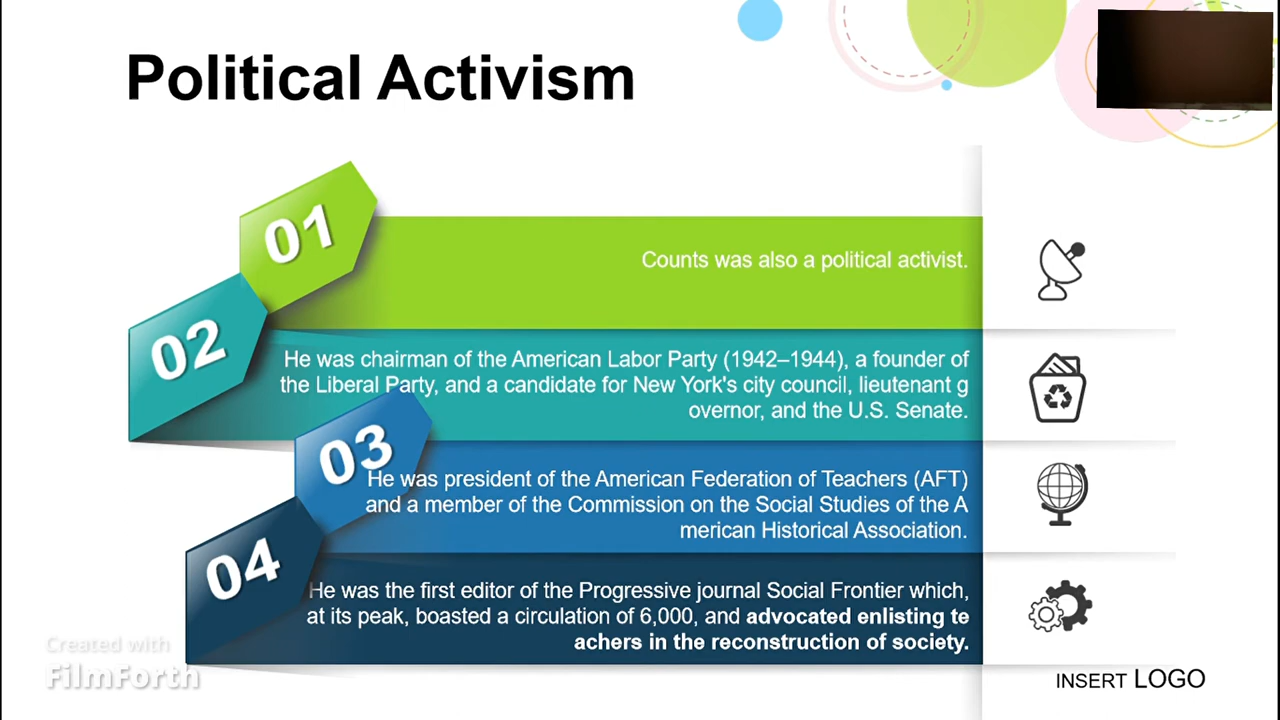 Political Activism
01
Counts was also a political activist.
02
He was chairman of the American Labor Party (1942–1944), a founder of
the Liberal Party, and a candidate for New York's city council, lieutenant g
overnor, and the U.S. Senate.
03
He was president of the American Federation of Teachers (AFT)
and a member of the Commission on the Social Studies of the A
merican Historical Association.
04
He was the first editor of the Progressive journal Social Frontier which,
at its peak, boasted a circulation of 6,000, and advocated enlisting te
achers in the reconstruction of society.
Created with
FilmForth
INSERT LOGO